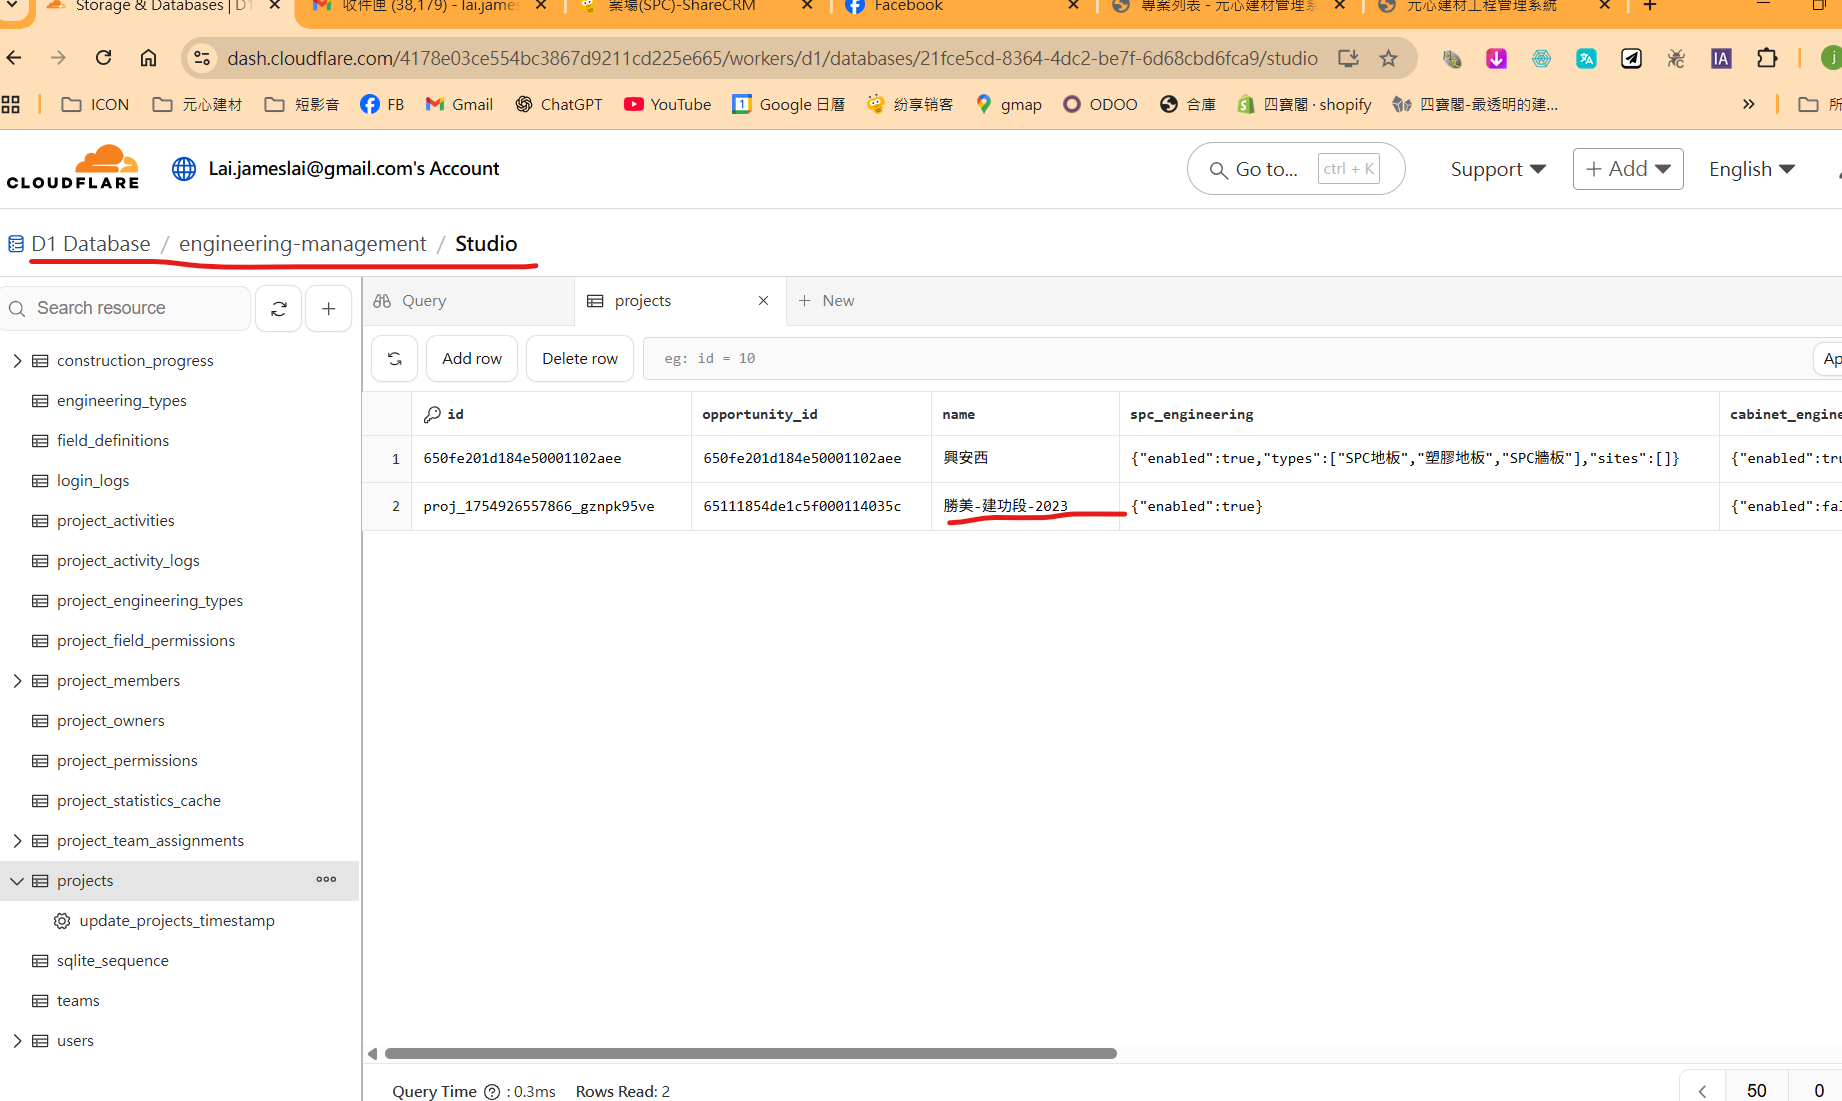 Storage & Databases | D1
收件匣 (38,179) - lai.james
案場(SPC)-ShareCRM
Facebook
專案列表 - 元心建材管理系
元心建材工程管理系統
dash.cloudflare.com/4178e03ce554bc3867d9211cd225e665/workers/d1/databases/21fce5cd-8364-4dc2-be7f-6d68cbd6fca9/studio
IA
j
ICON
元心建材
短影音
FB
Gmail
ChatGPT
YouTube
1 Google 日曆
纷享销客
gmap
ODOO
合庫
四寶閣 · shopify
四寶閣-最透明的建...
»
所
CLOUDFLARE
Lai.jameslai@gmail.com's Account
Go to... ctrl + K
Support
+ Add
English
D1 Database / engineering-management / Studio
Search resource
Query
projects
+ New
Add row
Delete row
eg: id = 10
Ap
construction_progress
engineering_types
field_definitions
login_logs
project_activities
project_activity_logs
project_engineering_types
project_field_permissions
project_members
project_owners
project_permissions
project_statistics_cache
project_team_assignments
projects
update_projects_timestamp
sqlite_sequence
teams
users
id opportunity_id name spc_engineering cabinet_engine
1 650fe201d184e50001102aee 650fe201d184e50001102aee 興安西 {"enabled":true,"types":["SPC地板","塑膠地板","SPC牆板"],"sites":[]} {"enabled":tru
2 proj_1754926557866_gznpk95ve 65111854de1c5f000114035c 勝美-建功段-2023 {"enabled":true} {"enabled":fal
Query Time ? : 0.3ms Rows Read: 2
50
0